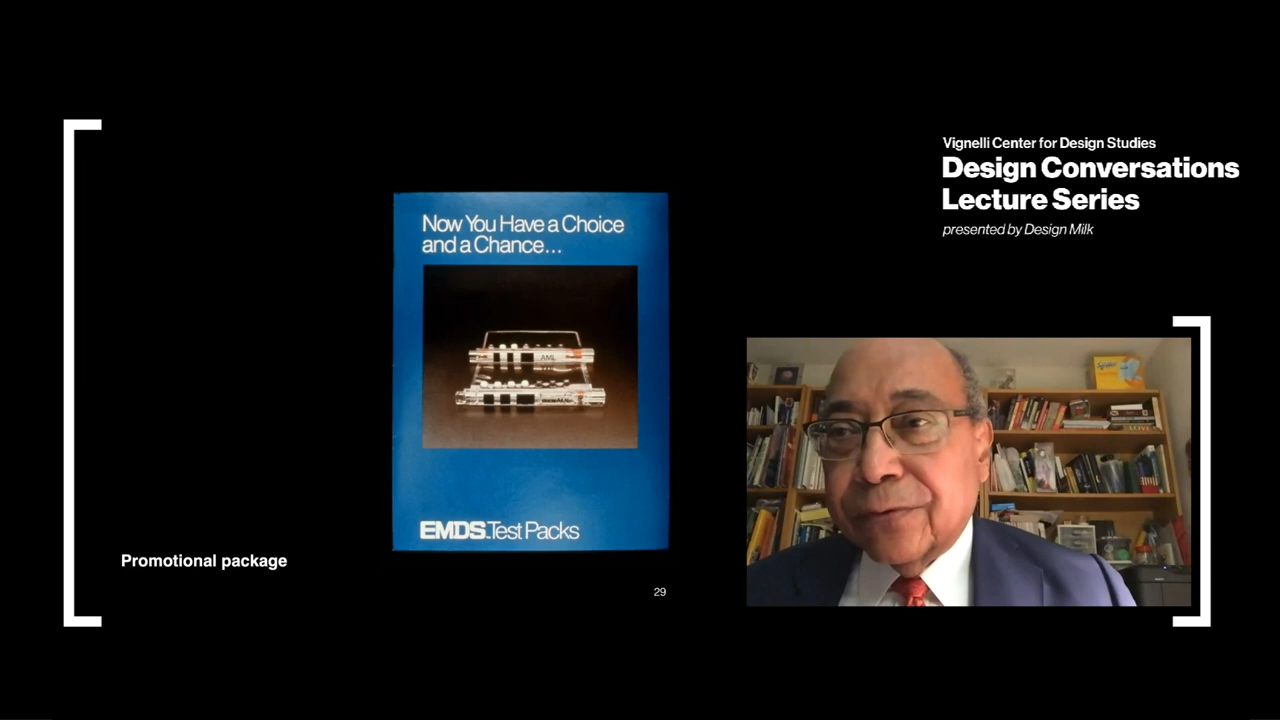 Vignelli Center for Design Studies
Design Conversations
Lecture Series
presented by Design Milk
Now You Have a Choice
and a Chance...
AML
EMDS™ Test Packs
Promotional package
29